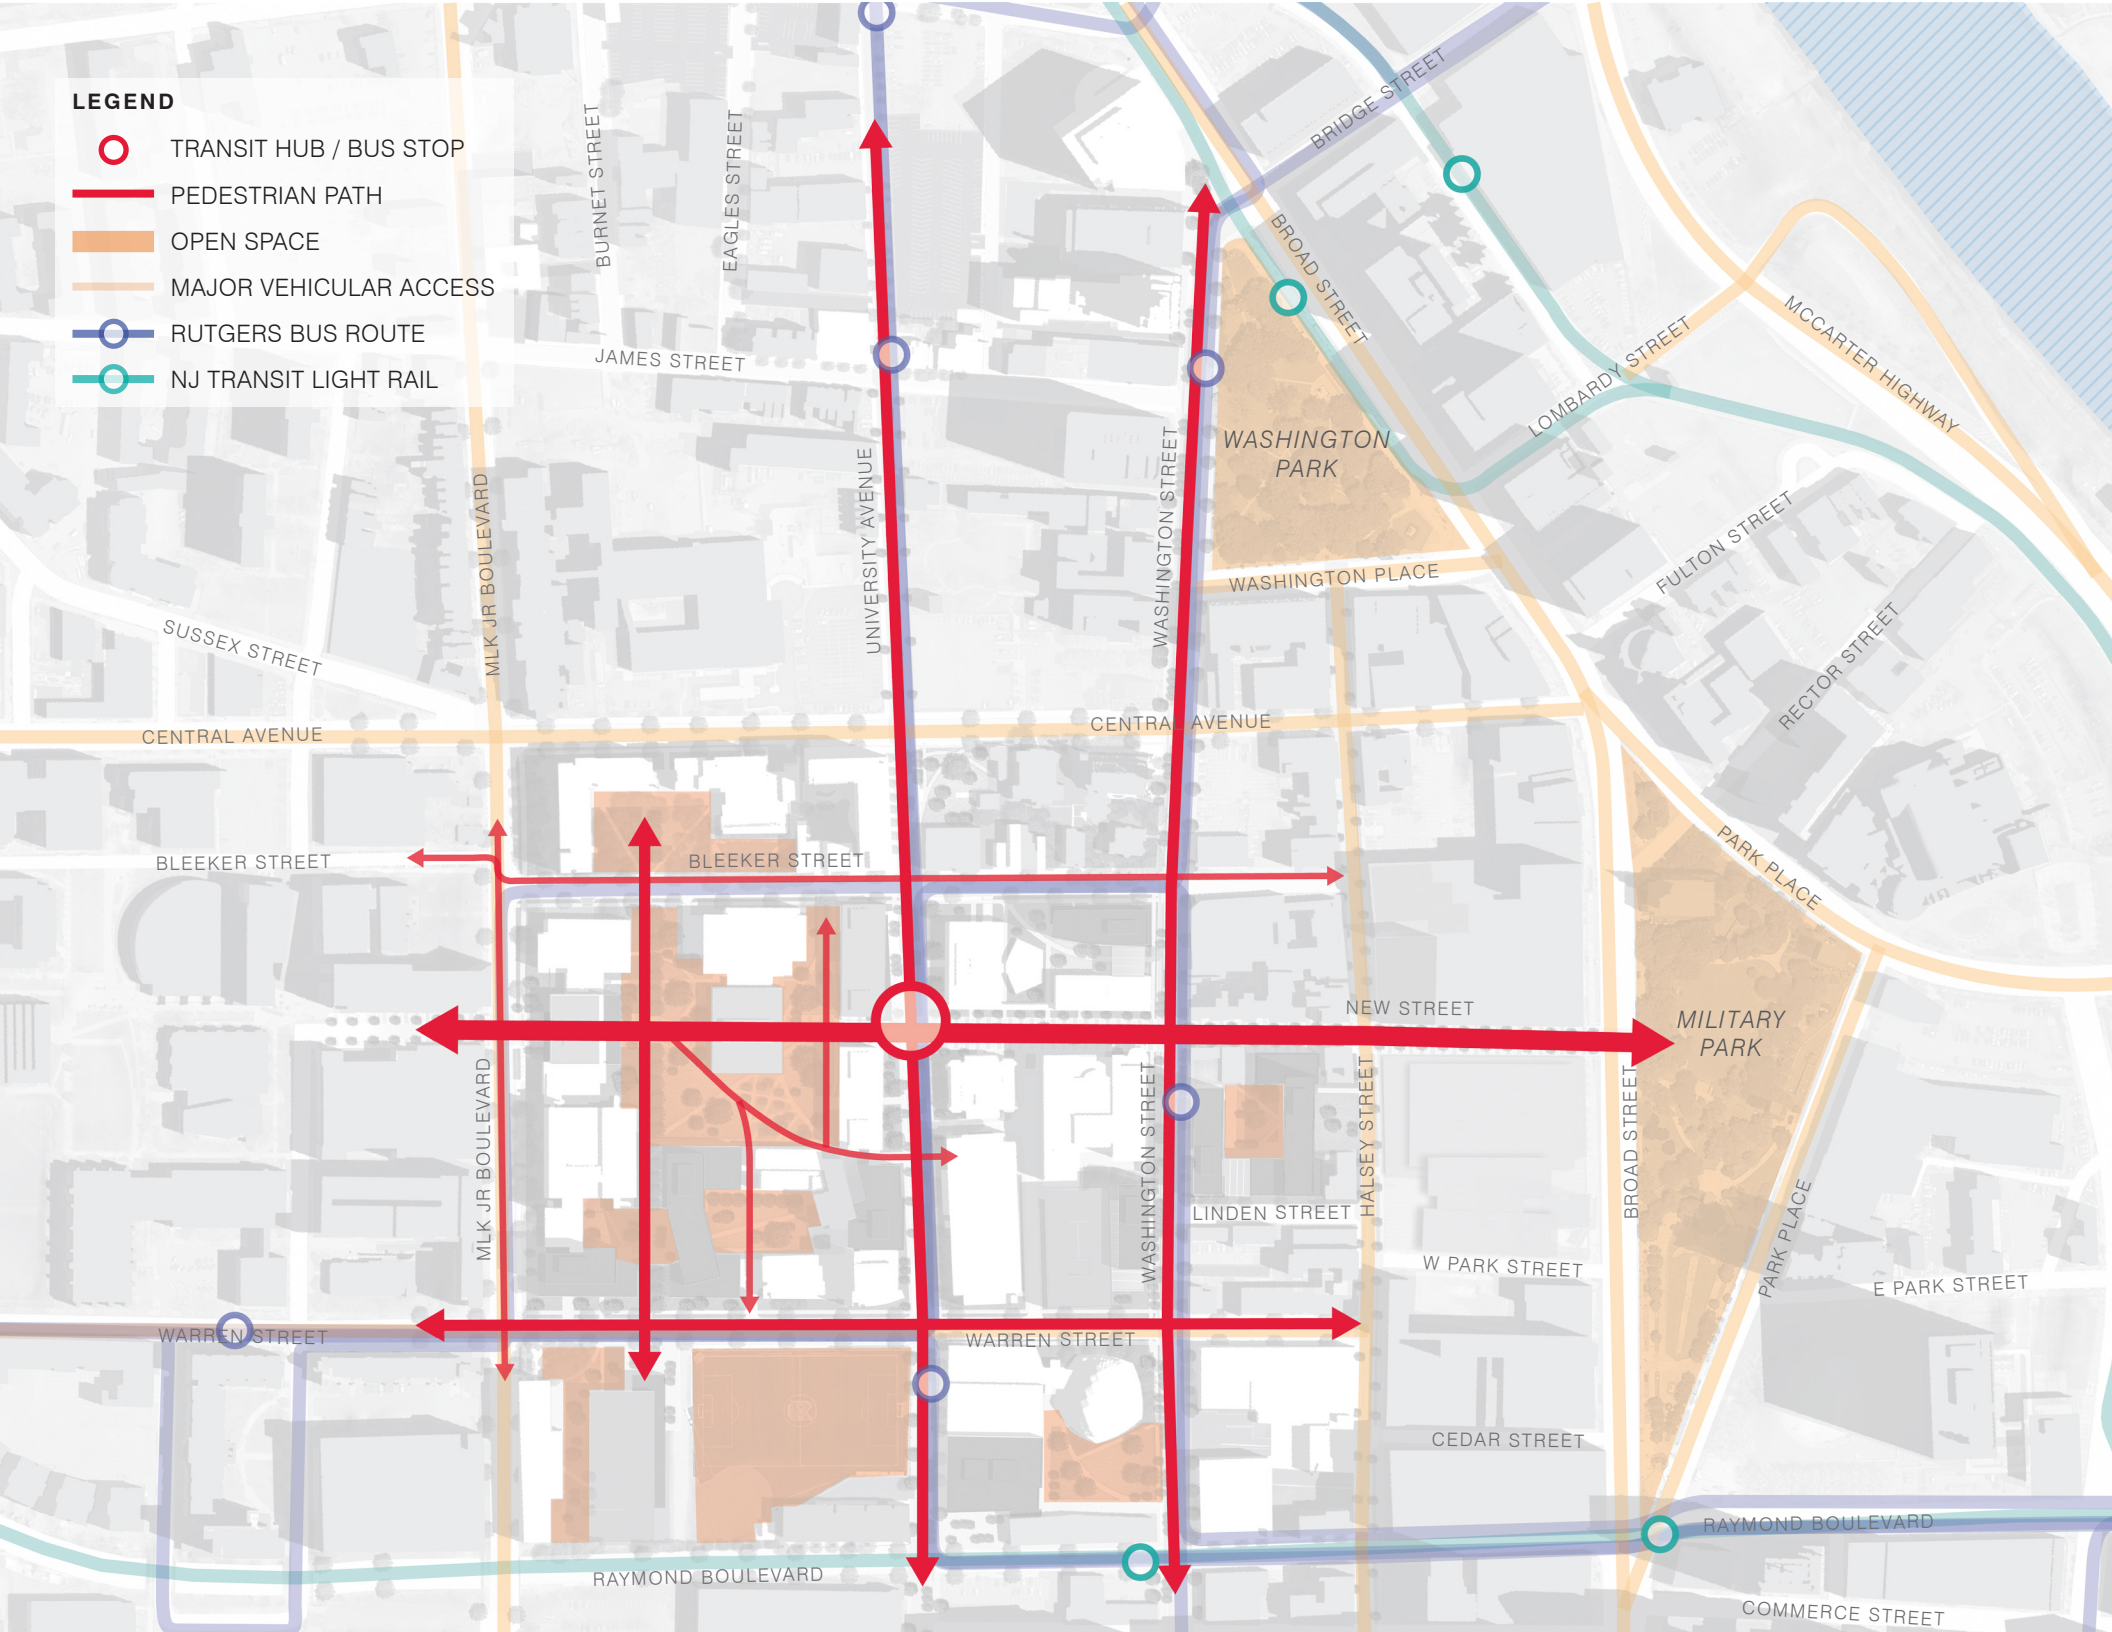 LEGEND
TRANSIT HUB / BUS STOP
PEDESTRIAN PATH
OPEN SPACE
MAJOR VEHICULAR ACCESS
RUTGERS BUS ROUTE
NJ TRANSIT LIGHT RAIL
BURNET STREET
EAGLES STREET
BRIDGE STREET
BROAD STREET
JAMES STREET
MCCARTER HIGHWAY
LOMBARDY STREET
WASHINGTON
PARK
MLK JR BOULEVARD
UNIVERSITY AVENUE
WASHINGTON STREET
FULTON STREET
WASHINGTON PLACE
SUSSEX STREET
RECTOR STREET
CENTRAL AVENUE
CENTRAL AVENUE
BLEEKER STREET
BLEEKER STREET
PARK PLACE
NEW STREET
MILITARY
PARK
MLK JR BOULEVARD
WASHINGTON STREET
HALSEY STREET
BROAD STREET
LINDEN STREET
PARK PLACE
W PARK STREET
E PARK STREET
WARREN STREET
WARREN STREET
CEDAR STREET
RAYMOND BOULEVARD
RAYMOND BOULEVARD
COMMERCE STREET